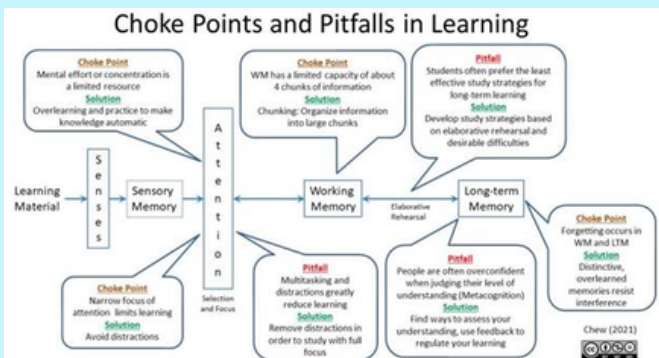 Choke Points and Pitfalls in Learning
Choke Point
Mental effort or concentration is
a limited resource
Solution
Overlearning and practice to make
knowledge automatic
Choke Point
WM has a limited capacity of about
4 chunks of information
Solution
Chunking: Organize information
into large chunks
Pitfall
Students often prefer the least
effective study strategies for
long-term learning
Solution
Develop study strategies based
on elaborative rehearsal and
desirable difficulties
Learning
Material
Senses
Sensory
Memory
Attention
Selection
and Focus
Working
Memory
Elaborative
Rehearsal
Long-term
Memory
Choke Point
Narrow focus of
attention limits learning
Solution
Avoid distractions
Pitfall
Multitasking and
distractions greatly
reduce learning
Solution
Remove distractions in
order to study with full
focus
Pitfall
People are often overconfident
when judging their level of
understanding (Metacognition)
Solution
Find ways to assess your
understanding, use feedback to
regulate your learning
Choke Point
Forgetting occurs in
WM and LTM
Solution
Distinctive,
overlearned
memories resist
interference
Chew (2021)